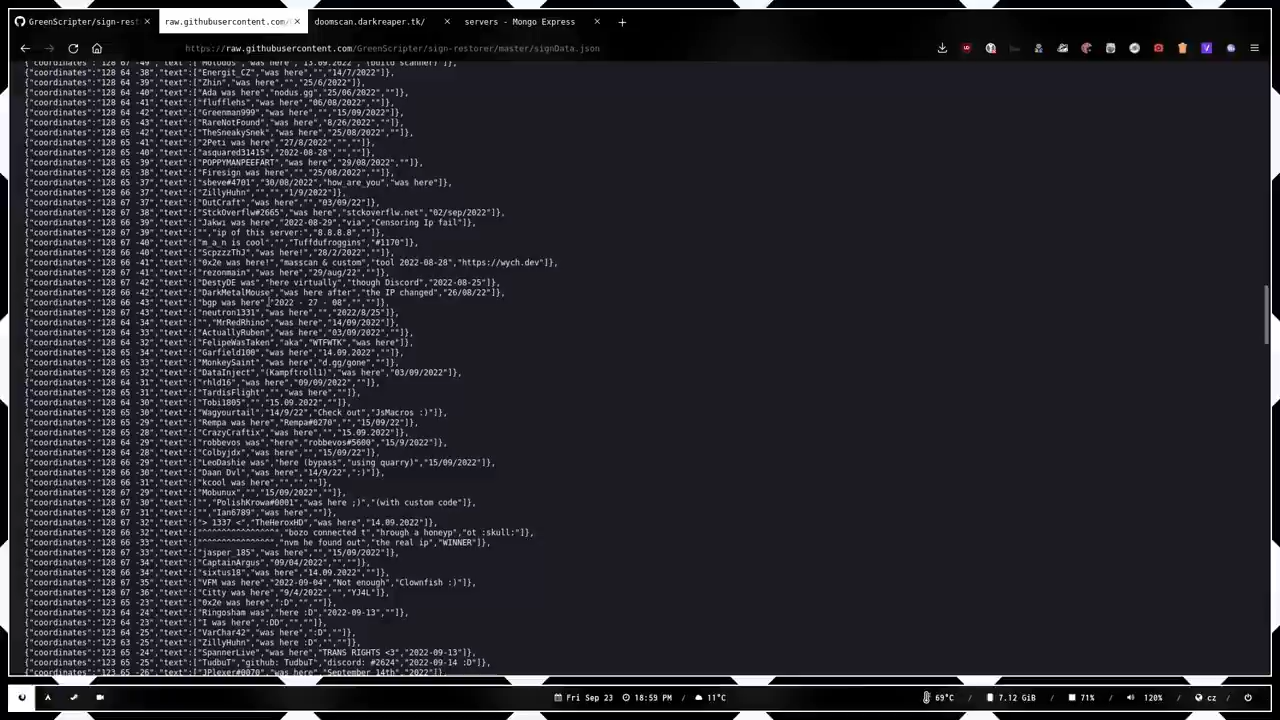 GreenScripter/sign-rest
raw.githubusercontent.com/
doomscan.darkreaper.tk/
servers - Mongo Express
https://raw.githubusercontent.com/GreenScripter/sign-restorer/master/signData.json
{"coordinates":"128 67 -49","text":["Motodus","was here","13.09.2022","(build scanner)"]},
{"coordinates":"128 64 -38","text":["Energit_CZ","was here","","14/7/2022"]},
{"coordinates":"128 64 -39","text":["Zhin","was here","","25/6/2022"]},
{"coordinates":"128 64 -40","text":["Ada was here","nodus.gg","25/06/2022",""]},
{"coordinates":"128 64 -41","text":["flufflehs","was here","06/08/2022",""]},
{"coordinates":"128 64 -42","text":["Greenman999","was here","","15/09/2022"]},
{"coordinates":"128 65 -43","text":["RareNotFound","was here","8/26/2022",""]},
{"coordinates":"128 65 -42","text":["TheSneakySnek","was here","25/08/2022",""]},
{"coordinates":"128 65 -41","text":["2Peti was here","27/8/2022","",""]},
{"coordinates":"128 65 -40","text":["asquared31415","2022-08-28","",""]},
{"coordinates":"128 65 -39","text":["POPPYMANPEEFART","was here","29/08/2022",""]},
{"coordinates":"128 65 -38","text":["Firesign was here","","25/08/2022",""]},
{"coordinates":"128 65 -37","text":["sbeve#4701","30/08/2022","how_are_you","was here"]},
{"coordinates":"128 66 -37","text":["ZillyHuhn","","","1/9/2022"]},
{"coordinates":"128 67 -37","text":["OutCraft","was here","","03/09/22"]},
{"coordinates":"128 67 -38","text":["StckOverflw#2665","was here","stckoverflw.net","02/sep/2022"]},
{"coordinates":"128 66 -39","text":["Jakwı was here","2022-08-29","via","Censoring Ip fail"]},
{"coordinates":"128 67 -39","text":["","ip of this server:","8.8.8.8",""]},
{"coordinates":"128 67 -40","text":["m_a_n is cool","","Tuffdufroggins","#1170"]},
{"coordinates":"128 66 -40","text":["ScpzzzThJ","was here!","28/2/2022",""]},
{"coordinates":"128 66 -41","text":["0x2e was here!","masscan & custom","tool 2022-08-28","https://wych.dev"]},
{"coordinates":"128 67 -41","text":["rezonmain","was here","29/aug/22",""]},
{"coordinates":"128 67 -42","text":["DestyDE was","here virtually","though Discord","2022-08-25"]},
{"coordinates":"128 66 -42","text":["DarkMetalMouse","was here after","the IP changed","26/08/22"]},
{"coordinates":"128 66 -43","text":["bgp was here","2022 - 27 - 08","",""]},
{"coordinates":"128 67 -43","text":["neutron1331","was here","","2022/8/25"]},
{"coordinates":"128 64 -34","text":["","MrRedRhino","was here","14/09/2022"]},
{"coordinates":"128 64 -33","text":["ActuallyRuben","was here","03/09/2022",""]},
{"coordinates":"128 64 -32","text":["FelipeWasTaken","aka","WTFWTK","was here"]},
{"coordinates":"128 65 -34","text":["Garfield100","was here","14.09.2022",""]},
{"coordinates":"128 65 -33","text":["MonkeySaint","was here","d.gg/gone",""]},
{"coordinates":"128 65 -32","text":["DataInject","(Kampftroll1)","was here","03/09/2022"]},
{"coordinates":"128 64 -31","text":["rhld16","was here","09/09/2022",""]},
{"coordinates":"128 65 -31","text":["TardisFlight","","was here",""]},
{"coordinates":"128 64 -30","text":["Tobi1805","","15.09.2022",""]},
{"coordinates":"128 65 -30","text":["Wagyourtail","14/9/22","Check out","JsMacros :)"]},
{"coordinates":"128 65 -29","text":["Rempa was here","Rempa#0270","","15/09/22"]},
{"coordinates":"128 65 -28","text":["CrazyCraftix","was here","","15.09.2022"]},
{"coordinates":"128 64 -29","text":["robbevos was","here","robbevos#5600","15/9/2022"]},
{"coordinates":"128 64 -28","text":["Colbyjdx","was here","","15/09/22"]},
{"coordinates":"128 66 -29","text":["LeoDashie was","here (bypass","using quarry)","15/09/2022"]},
{"coordinates":"128 66 -30","text":["Daan Dvl","was here","14/9/22",":)"]},
{"coordinates":"128 66 -31","text":["kcool was here","","",""]},
{"coordinates":"128 67 -29","text":["Mobunux","","15/09/2022",""]},
{"coordinates":"128 67 -30","text":["","PolishKrowa#0001","was here ;)","(with custom code"]},
{"coordinates":"128 67 -31","text":["","Ian6789","was here",""]},
{"coordinates":"128 67 -32","text":["> 1337 <","TheHeroxHD","was here","14.09.2022"]},
{"coordinates":"128 66 -32","text":["^^^^^^^^^^^^^^^","bozo connected t","hrough a honeyp","ot :skull:"]},
{"coordinates":"128 66 -33","text":["^^^^^^^^^^^^^^^","nvm he found out","the real ip","WINNER"]},
{"coordinates":"128 67 -33","text":["jasper_185","was here","","15/09/2022"]},
{"coordinates":"128 67 -34","text":["CaptainArgus","09/04/2022","",""]},
{"coordinates":"128 66 -34","text":["sixtus18","was here","14.09.2022",""]},
{"coordinates":"128 67 -35","text":["VFM was here","2022-09-04","Not enough","Clownfish :)"]},
{"coordinates":"128 67 -36","text":["Citty was here","9/4/2022","","YJ4L"]},
{"coordinates":"123 65 -23","text":["0x2e was here",":D","",""]},
{"coordinates":"123 64 -24","text":["Ringosham was","here :D","2022-09-13",""]},
{"coordinates":"123 64 -23","text":["I was here",":DD","",""]},
{"coordinates":"123 64 -25","text":["VarChar42","was here",":D",""]},
{"coordinates":"123 63 -25","text":["ZillyHuhn","was here :D","",""]},
{"coordinates":"123 65 -24","text":["SpannerLive","was here","TRANS RIGHTS <3","2022-09-13"]},
{"coordinates":"123 65 -25","text":["TudbuT","github: TudbuT","discord: #2624","2022-09-14 :D"]},
{"coordinates":"123 65 -26","text":["JPlexer#0070","was here","September 14th","2022"]},
Fri Sep 23 18:59 PM / 11°C
69°C / 7.12 GiB / 71% / 120% / cz /